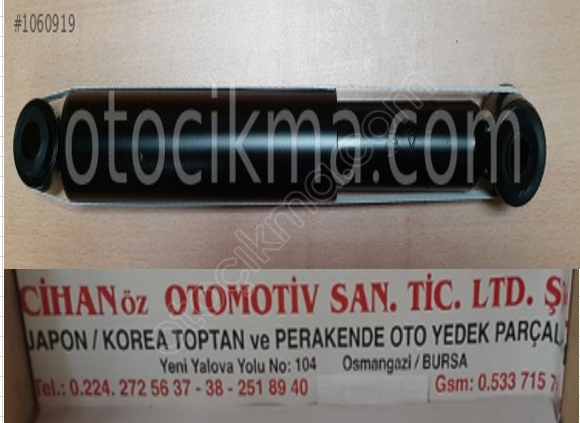 #1060919
otocikma.com
otocikma.com
CİHANöz OTOMOTİV SAN. TİC. LTD. Ş
JAPON / KOREA TOPTAN ve PERAKENDE OTO YEDEK PARÇAL
Yeni Yalova Yolu No: 104 Osmangazi / BURSA
Tel.: 0.224. 272 56 37 - 38 - 251 89 40 Gsm: 0.533 715 7